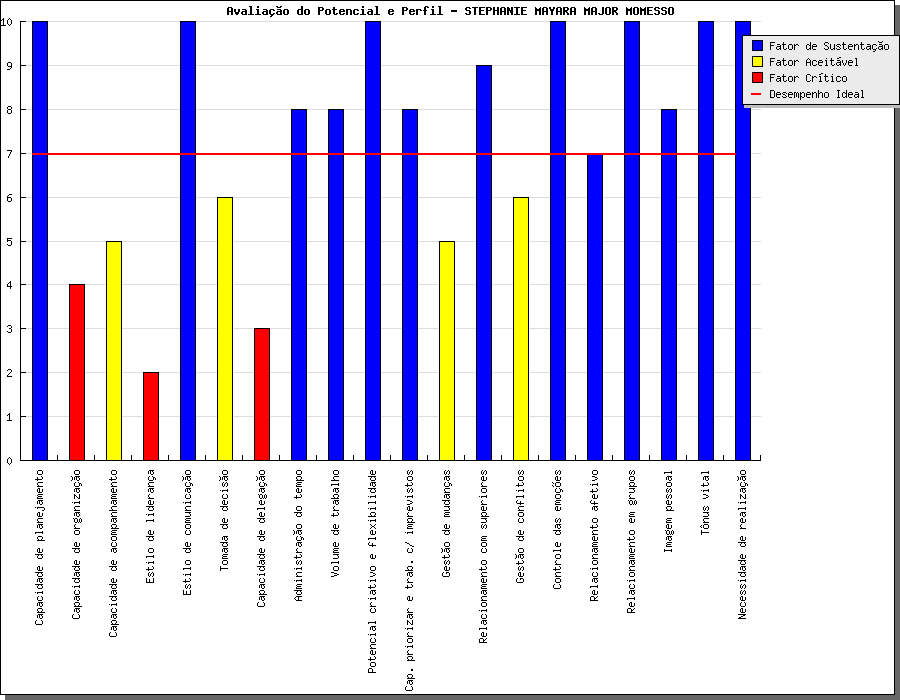 Avaliação do Potencial e Perfil - STEPHANIE MAYARA MAJOR MOMESSO
Fator de Sustentação
Fator Aceitável
Fator Crítico
Desempenho Ideal
10
9
8
7
6
5
4
3
2
1
0
Capacidade de planejamento
Capacidade de organização
Capacidade de acompanhamento
Estilo de liderança
Estilo de comunicação
Tomada de decisão
Capacidade de delegação
Administração do tempo
Volume de trabalho
Potencial criativo e flexibilidade
Cap. priorizar e trab. c/ imprevistos
Gestão de mudanças
Relacionamento com superiores
Gestão de conflitos
Controle das emoções
Relacionamento afetivo
Relacionamento em grupos
Imagem pessoal
Tônus vital
Necessidade de realização